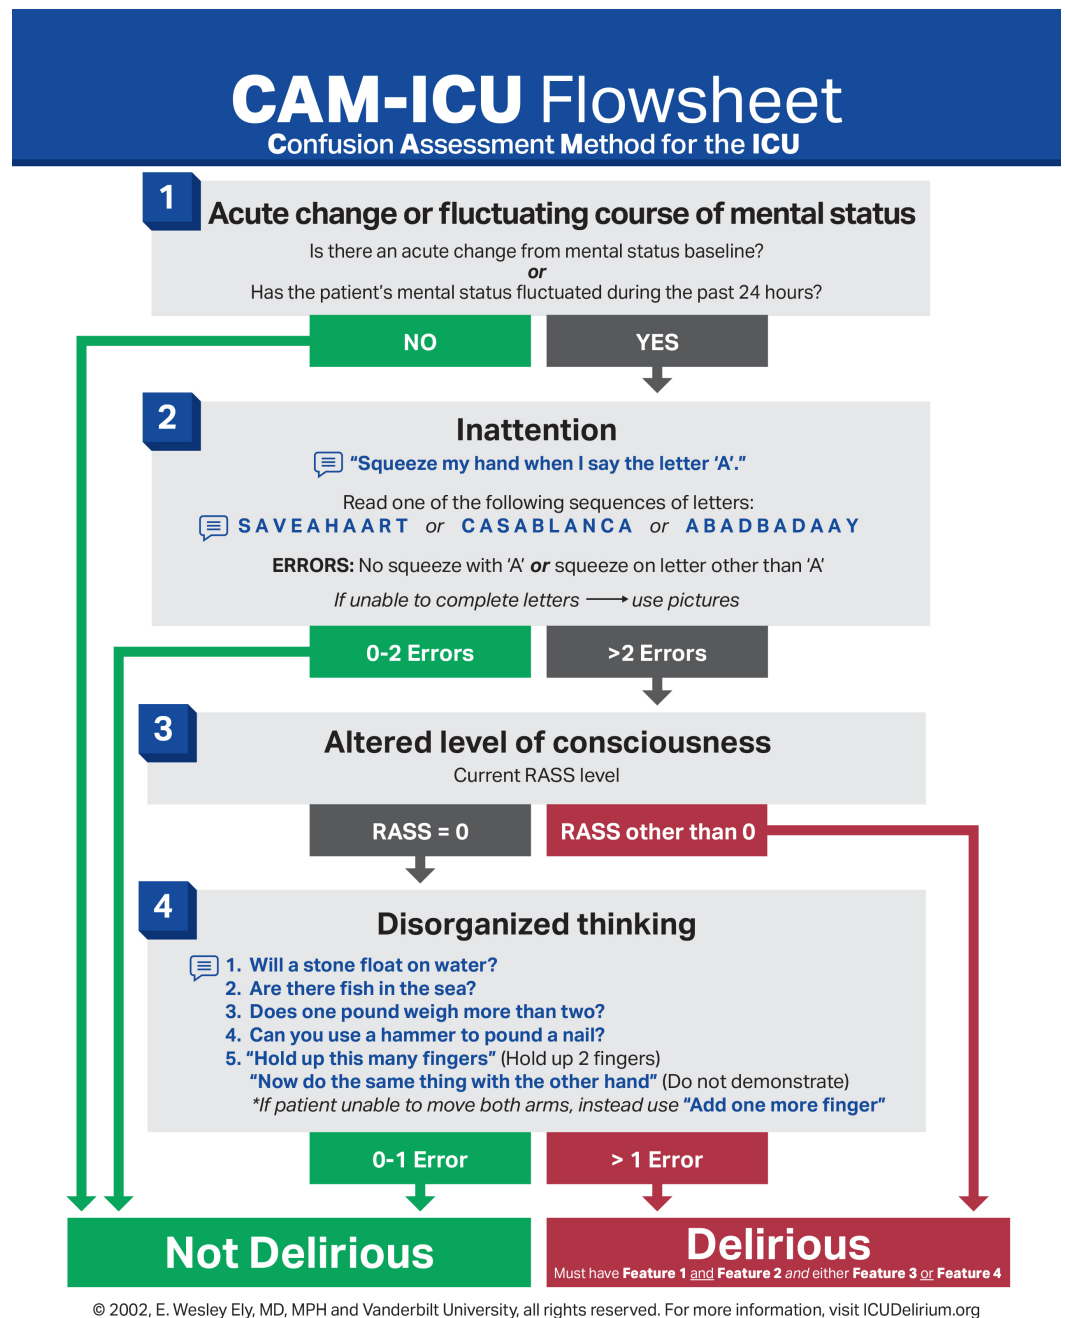 CAM-ICU Flowsheet
Confusion Assessment Method for the ICU
1
Acute change or fluctuating course of mental status
Is there an acute change from mental status baseline?
or
Has the patient’s mental status fluctuated during the past 24 hours?
NO
YES
2
Inattention
“Squeeze my hand when I say the letter ‘A’.”
Read one of the following sequences of letters:
S A V E A H A A R T or C A S A B L A N C A or A B A D B A D A A Y
ERRORS: No squeeze with ‘A’ or squeeze on letter other than ‘A’
If unable to complete letters ⟶ use pictures
0-2 Errors
>2 Errors
3
Altered level of consciousness
Current RASS level
RASS = 0
RASS other than 0
4
Disorganized thinking
1. Will a stone float on water?
2. Are there fish in the sea?
3. Does one pound weigh more than two?
4. Can you use a hammer to pound a nail?
5. “Hold up this many fingers” (Hold up 2 fingers)
“Now do the same thing with the other hand” (Do not demonstrate)
*If patient unable to move both arms, instead use “Add one more finger”
0-1 Error
> 1 Error
Not Delirious
Delirious
Must have Feature 1 and Feature 2 and either Feature 3 or Feature 4
© 2002, E. Wesley Ely, MD, MPH and Vanderbilt University, all rights reserved. For more information, visit ICUDelirium.org